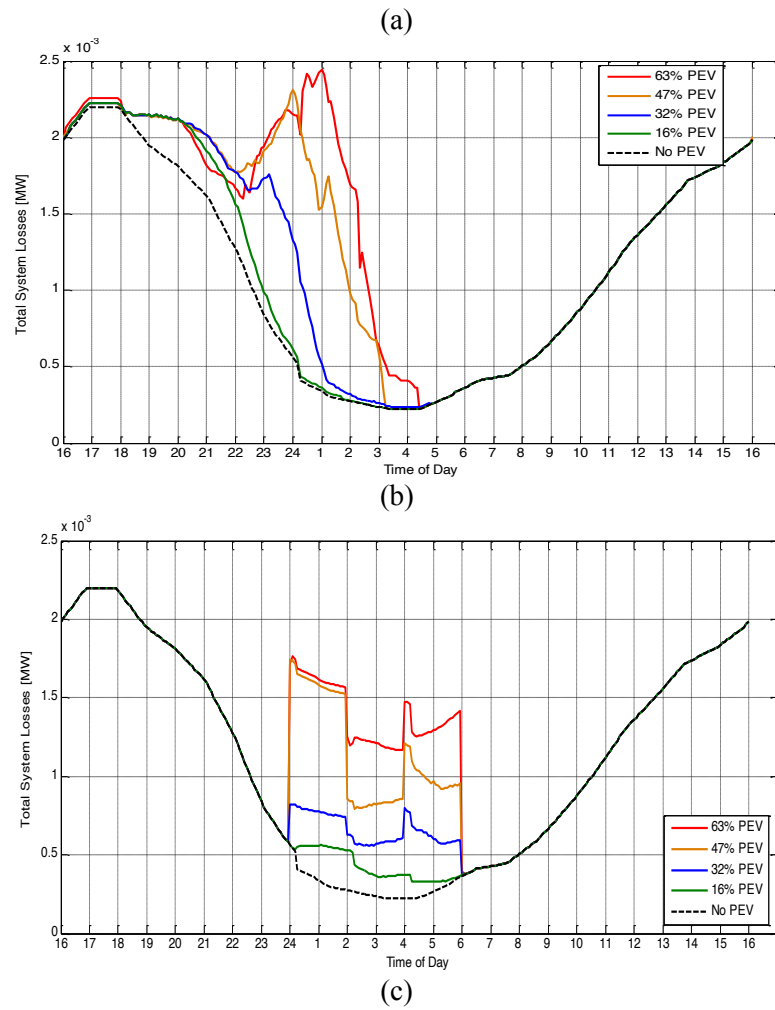 (a)
x 10⁻³
2.5
2
1.5
1
0.5
0
Total System Losses [MW]
63% PEV
47% PEV
32% PEV
16% PEV
No PEV
16 17 18 19 20 21 22 23 24 1 2 3 4 5 6 7 8 9 10 11 12 13 14 15 16
Time of Day
(b)
x 10⁻³
2.5
2
1.5
1
0.5
0
Total System Losses [MW]
63% PEV
47% PEV
32% PEV
16% PEV
No PEV
16 17 18 19 20 21 22 23 24 1 2 3 4 5 6 7 8 9 10 11 12 13 14 15 16
Time of Day
(c)